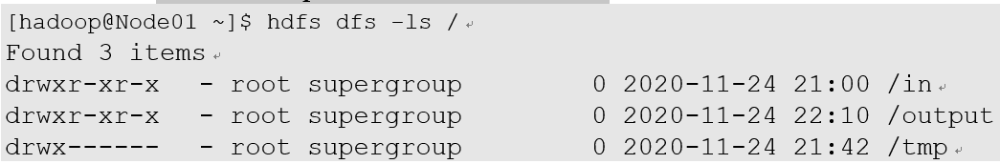 [hadoop@Node01 ~]$ hdfs dfs -ls /
Found 3 items
drwxr-xr-x - root supergroup 0 2020-11-24 21:00 /in
drwxr-xr-x - root supergroup 0 2020-11-24 22:10 /output
drwx------ - root supergroup 0 2020-11-24 21:42 /tmp